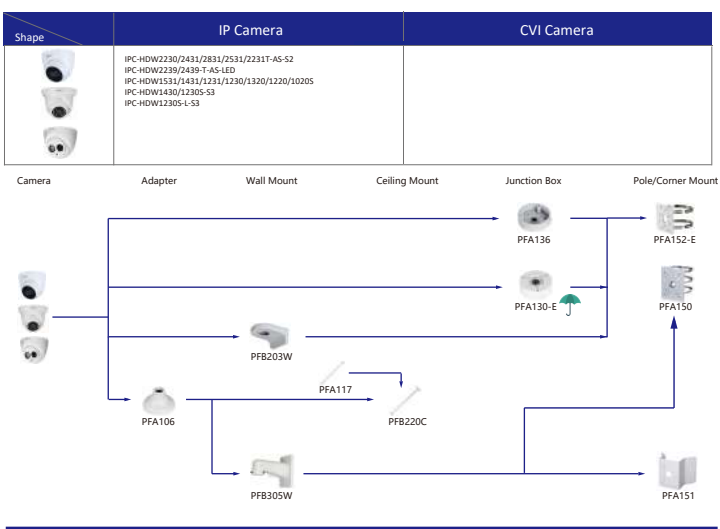 Shape
IP Camera
CVI Camera
IPC-HDW2230/2431/2831/2531/2231T-AS-S2
IPC-HDW2239/2439-T-AS-LED
IPC-HDW1531/1431/1231/1230/1320/1220/1020S
IPC-HDW1430/1230S-S3
IPC-HDW1230S-L-S3
Camera
Adapter
Wall Mount
Ceiling Mount
Junction Box
Pole/Corner Mount
PFA136
PFA152-E
PFA130-E
PFA150
PFB203W
PFA117
PFA106
PFB220C
PFB305W
PFA151